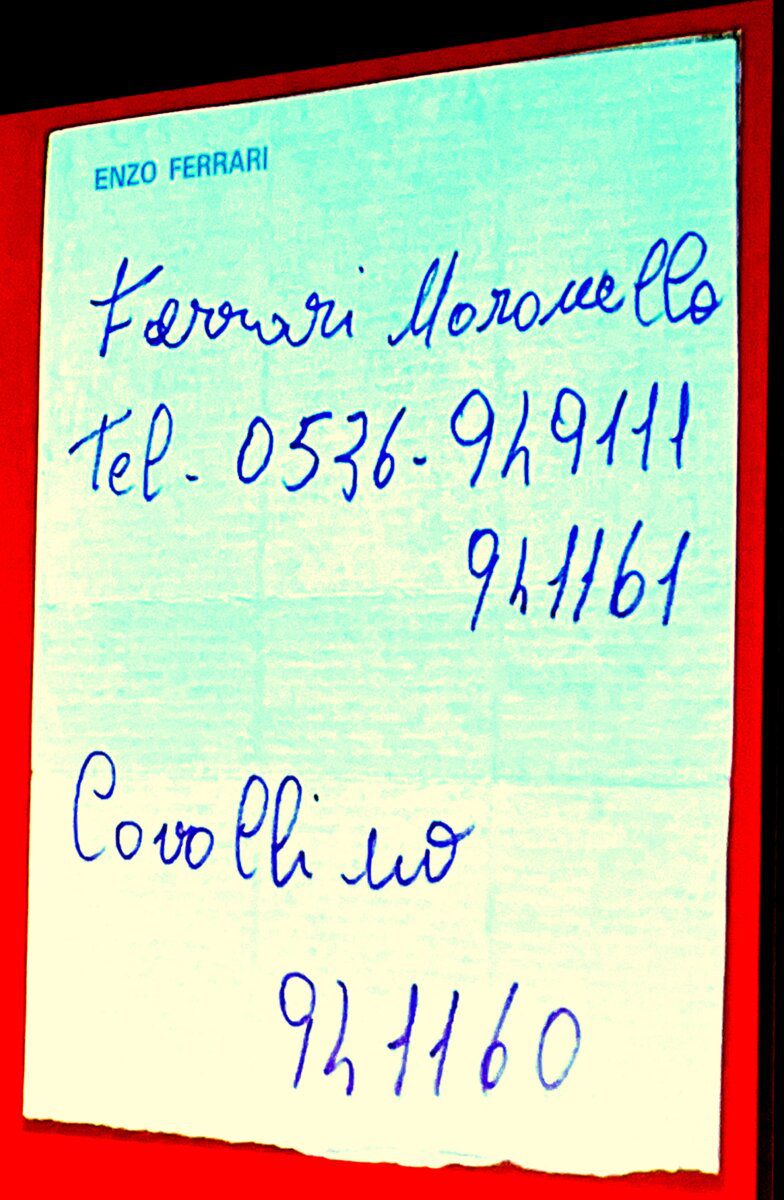 ENZO FERRARI
Ferrari Maranello
Tel. 0536-949111
941161
Cavallino
941160